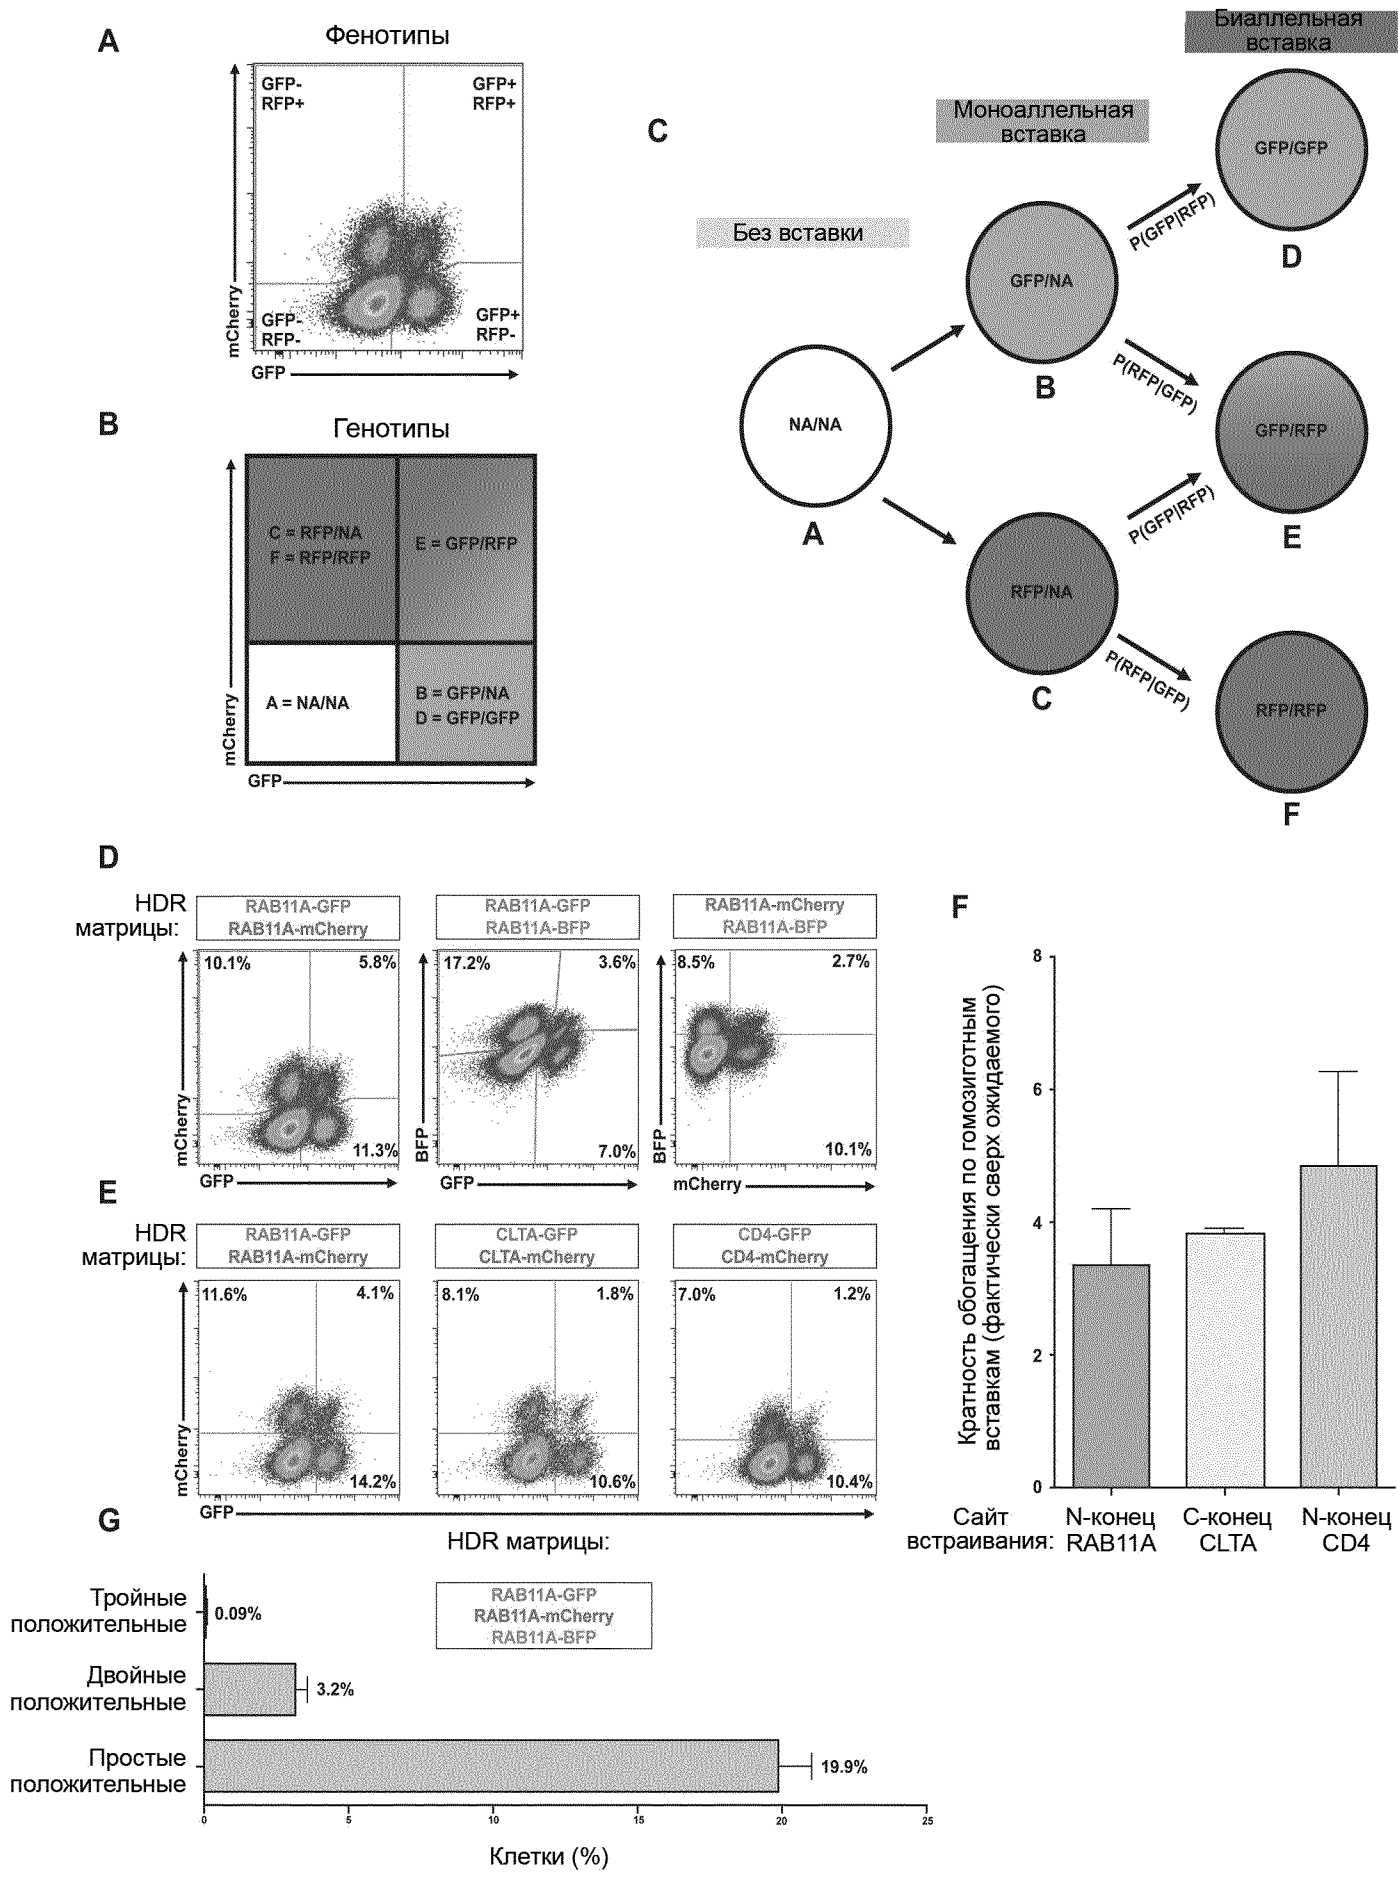 A
Фенотипы
GFP-
RFP+
GFP+
RFP+
GFP-
RFP-
GFP+
RFP-
mCherry
GFP
B
Генотипы
C = RFP/NA
F = RFP/RFP
E = GFP/RFP
A = NA/NA
B = GFP/NA
D = GFP/GFP
mCherry
GFP
C
Без вставки
Моноаллельная
вставка
Биаллельная
вставка
NA/NA
A
GFP/NA
B
RFP/NA
C
P(GFP|RFP)
P(RFP|GFP)
P(GFP|RFP)
P(RFP|GFP)
GFP/GFP
D
GFP/RFP
E
RFP/RFP
F
D
HDR
матрицы:
RAB11A-GFP
RAB11A-mCherry
10.1%
5.8%
11.3%
mCherry
GFP
RAB11A-GFP
RAB11A-BFP
17.2%
3.6%
7.0%
BFP
GFP
RAB11A-mCherry
RAB11A-BFP
8.5%
2.7%
10.1%
BFP
mCherry
E
HDR
матрицы:
RAB11A-GFP
RAB11A-mCherry
11.6%
4.1%
14.2%
CLTA-GFP
CLTA-mCherry
8.1%
1.8%
10.6%
CD4-GFP
CD4-mCherry
7.0%
1.2%
10.4%
mCherry
GFP
F
Кратность обогащения по гомозиготным
вставкам (фактически сверх ожидаемого)
8
6
4
2
0
Сайт
встраивания:
N-конец
RAB11A
C-конец
CLTA
N-конец
CD4
G
HDR матрицы:
RAB11A-GFP
RAB11A-mCherry
RAB11A-BFP
Тройные
положительные
0.09%
Двойные
положительные
3.2%
Простые
положительные
19.9%
0 5 10 15 20 25
Клетки (%)